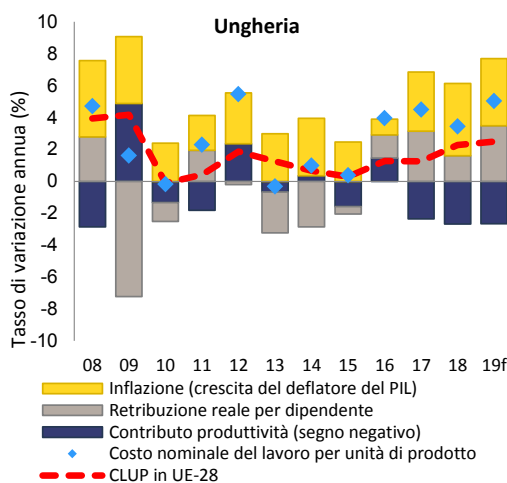 Ungheria
Tasso di variazione annua (%)
10
8
6
4
2
0
-2
-4
-6
-8
-10
08 09 10 11 12 13 14 15 16 17 18 19f
Inflazione (crescita del deflatore del PIL)
Retribuzione reale per dipendente
Contributo produttività (segno negativo)
Costo nominale del lavoro per unità di prodotto
CLUP in UE-28